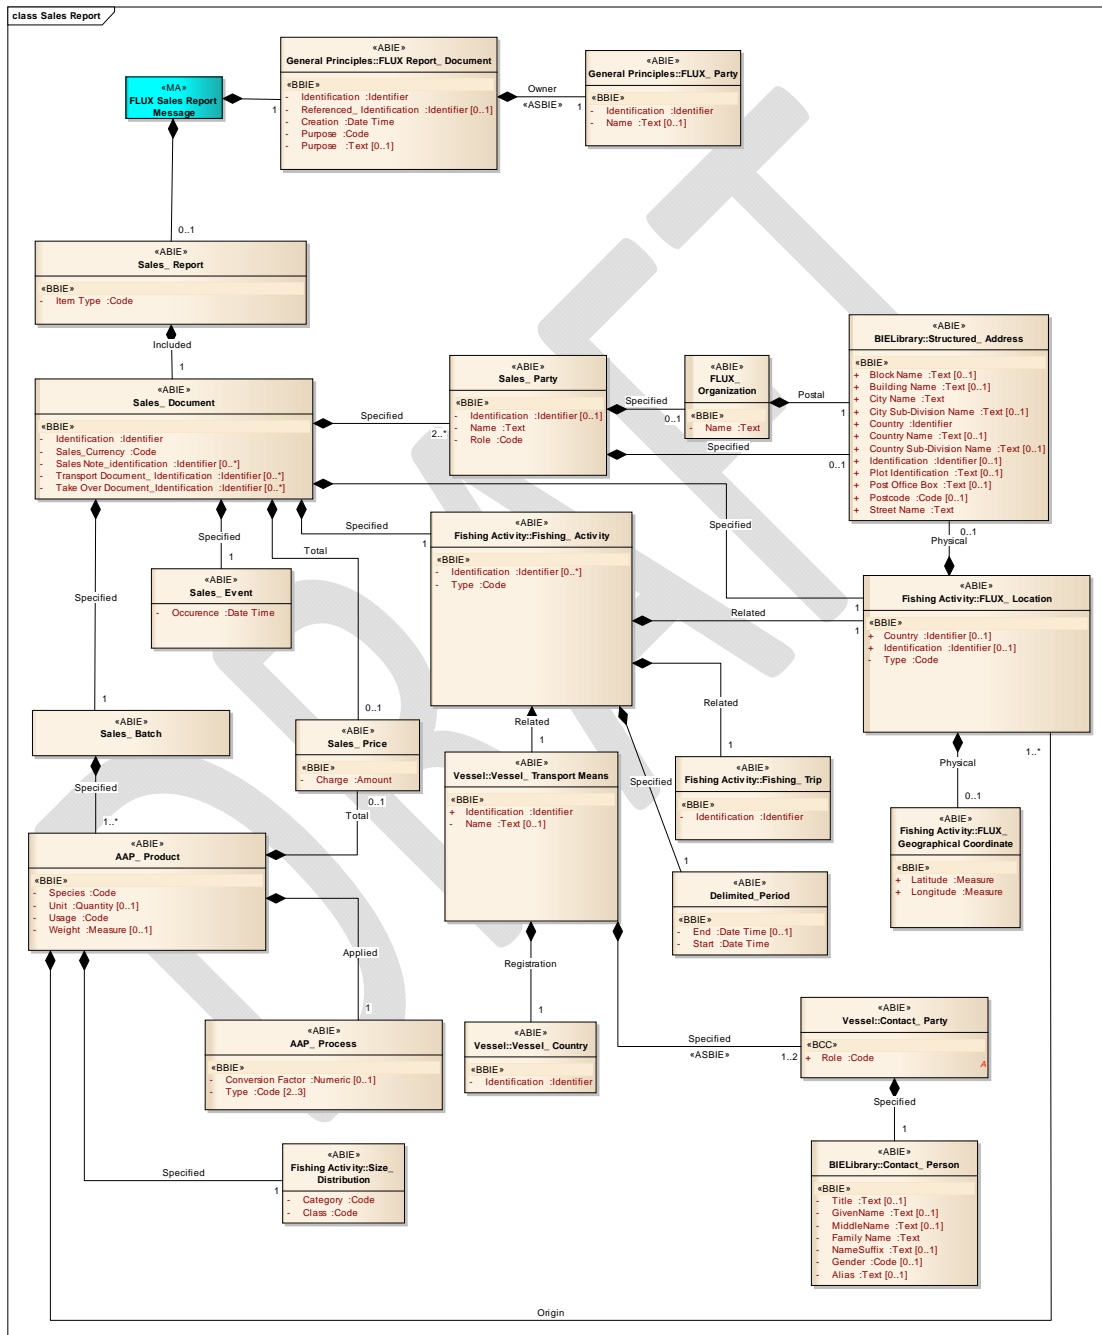 class Sales Report
«ABIE»
General Principles::FLUX Report_ Document
«BBIE»
- Identification :Identifier
- Referenced_ Identification :Identifier [0..1]
- Creation :Date Time
- Purpose :Code
- Purpose :Text [0..1]
Owner
«ASBIE»
1
«ABIE»
General Principles::FLUX_ Party
«BBIE»
- Identification :Identifier
- Name :Text [0..1]
«MA»
FLUX Sales Report
Message
1
0..1
«ABIE»
Sales_ Report
«BBIE»
- Item Type :Code
Included
1
«ABIE»
Sales_ Document
«BBIE»
- Identification :Identifier
- Sales_Currency :Code
- Sales Note_identification :Identifier [0..*]
- Transport Document_ Identification :Identifier [0..*]
- Take Over Document_Identification :Identifier [0..*]
Specified
2..*
«ABIE»
Sales_ Party
«BBIE»
- Identification :Identifier [0..1]
- Name :Text
- Role :Code
Specified
0..1
«ABIE»
FLUX_
Organization
«BBIE»
- Name :Text
Postal
1
Specified
0..1
«ABIE»
BIELibrary::Structured_ Address
«BBIE»
+ Block Name :Text [0..1]
+ Building Name :Text [0..1]
+ City Name :Text
+ City Sub-Division Name :Text [0..1]
+ Country :Identifier
+ Country Name :Text [0..1]
+ Country Sub-Division Name :Text [0..1]
+ Identification :Identifier [0..1]
+ Plot Identification :Text [0..1]
+ Post Office Box :Text [0..1]
+ Postcode :Code [0..1]
+ Street Name :Text
0..1
Physical
Specified
1
Specified
1
«ABIE»
Sales_ Event
- Occurence :Date Time
Total
0..1
Specified
1
«ABIE»
Fishing Activity::Fishing_ Activity
«BBIE»
- Identification :Identifier [0..*]
- Type :Code
Specified
1
Related
1
«ABIE»
Fishing Activity::FLUX_ Location
«BBIE»
+ Country :Identifier [0..1]
+ Identification :Identifier [0..1]
- Type :Code
«ABIE»
Sales_ Batch
Specified
1..*
«ABIE»
Sales_ Price
«BBIE»
- Charge :Amount
0..1
Total
Related
1
«ABIE»
Vessel::Vessel_ Transport Means
«BBIE»
+ Identification :Identifier
- Name :Text [0..1]
Related
1
«ABIE»
Fishing Activity::Fishing_ Trip
«BBIE»
- Identification :Identifier
Specified
1
«ABIE»
Delimited_Period
«BBIE»
- End :Date Time [0..1]
- Start :Date Time
Physical
0..1
«ABIE»
Fishing Activity::FLUX_
Geographical Coordinate
«BBIE»
+ Latitude :Measure
+ Longitude :Measure
1..*
«ABIE»
AAP_ Product
«BBIE»
- Species :Code
- Unit :Quantity [0..1]
- Usage :Code
- Weight :Measure [0..1]
Applied
1
«ABIE»
AAP_ Process
«BBIE»
- Conversion Factor :Numeric [0..1]
- Type :Code [2..3]
Registration
1
«ABIE»
Vessel::Vessel_ Country
«BBIE»
- Identification :Identifier
Specified
«ASBIE»
1..2
«ABIE»
Vessel::Contact_ Party
«BCC»
+ Role :Code
A
Specified
1
«ABIE»
BIELibrary::Contact_ Person
«BBIE»
- Title :Text [0..1]
- GivenName :Text [0..1]
- MiddleName :Text [0..1]
- Family Name :Text
- NameSuffix :Text [0..1]
- Gender :Code [0..1]
- Alias :Text [0..1]
Specified
1
«ABIE»
Fishing Activity::Size_
Distribution
- Category :Code
- Class :Code
Origin
DRAFT